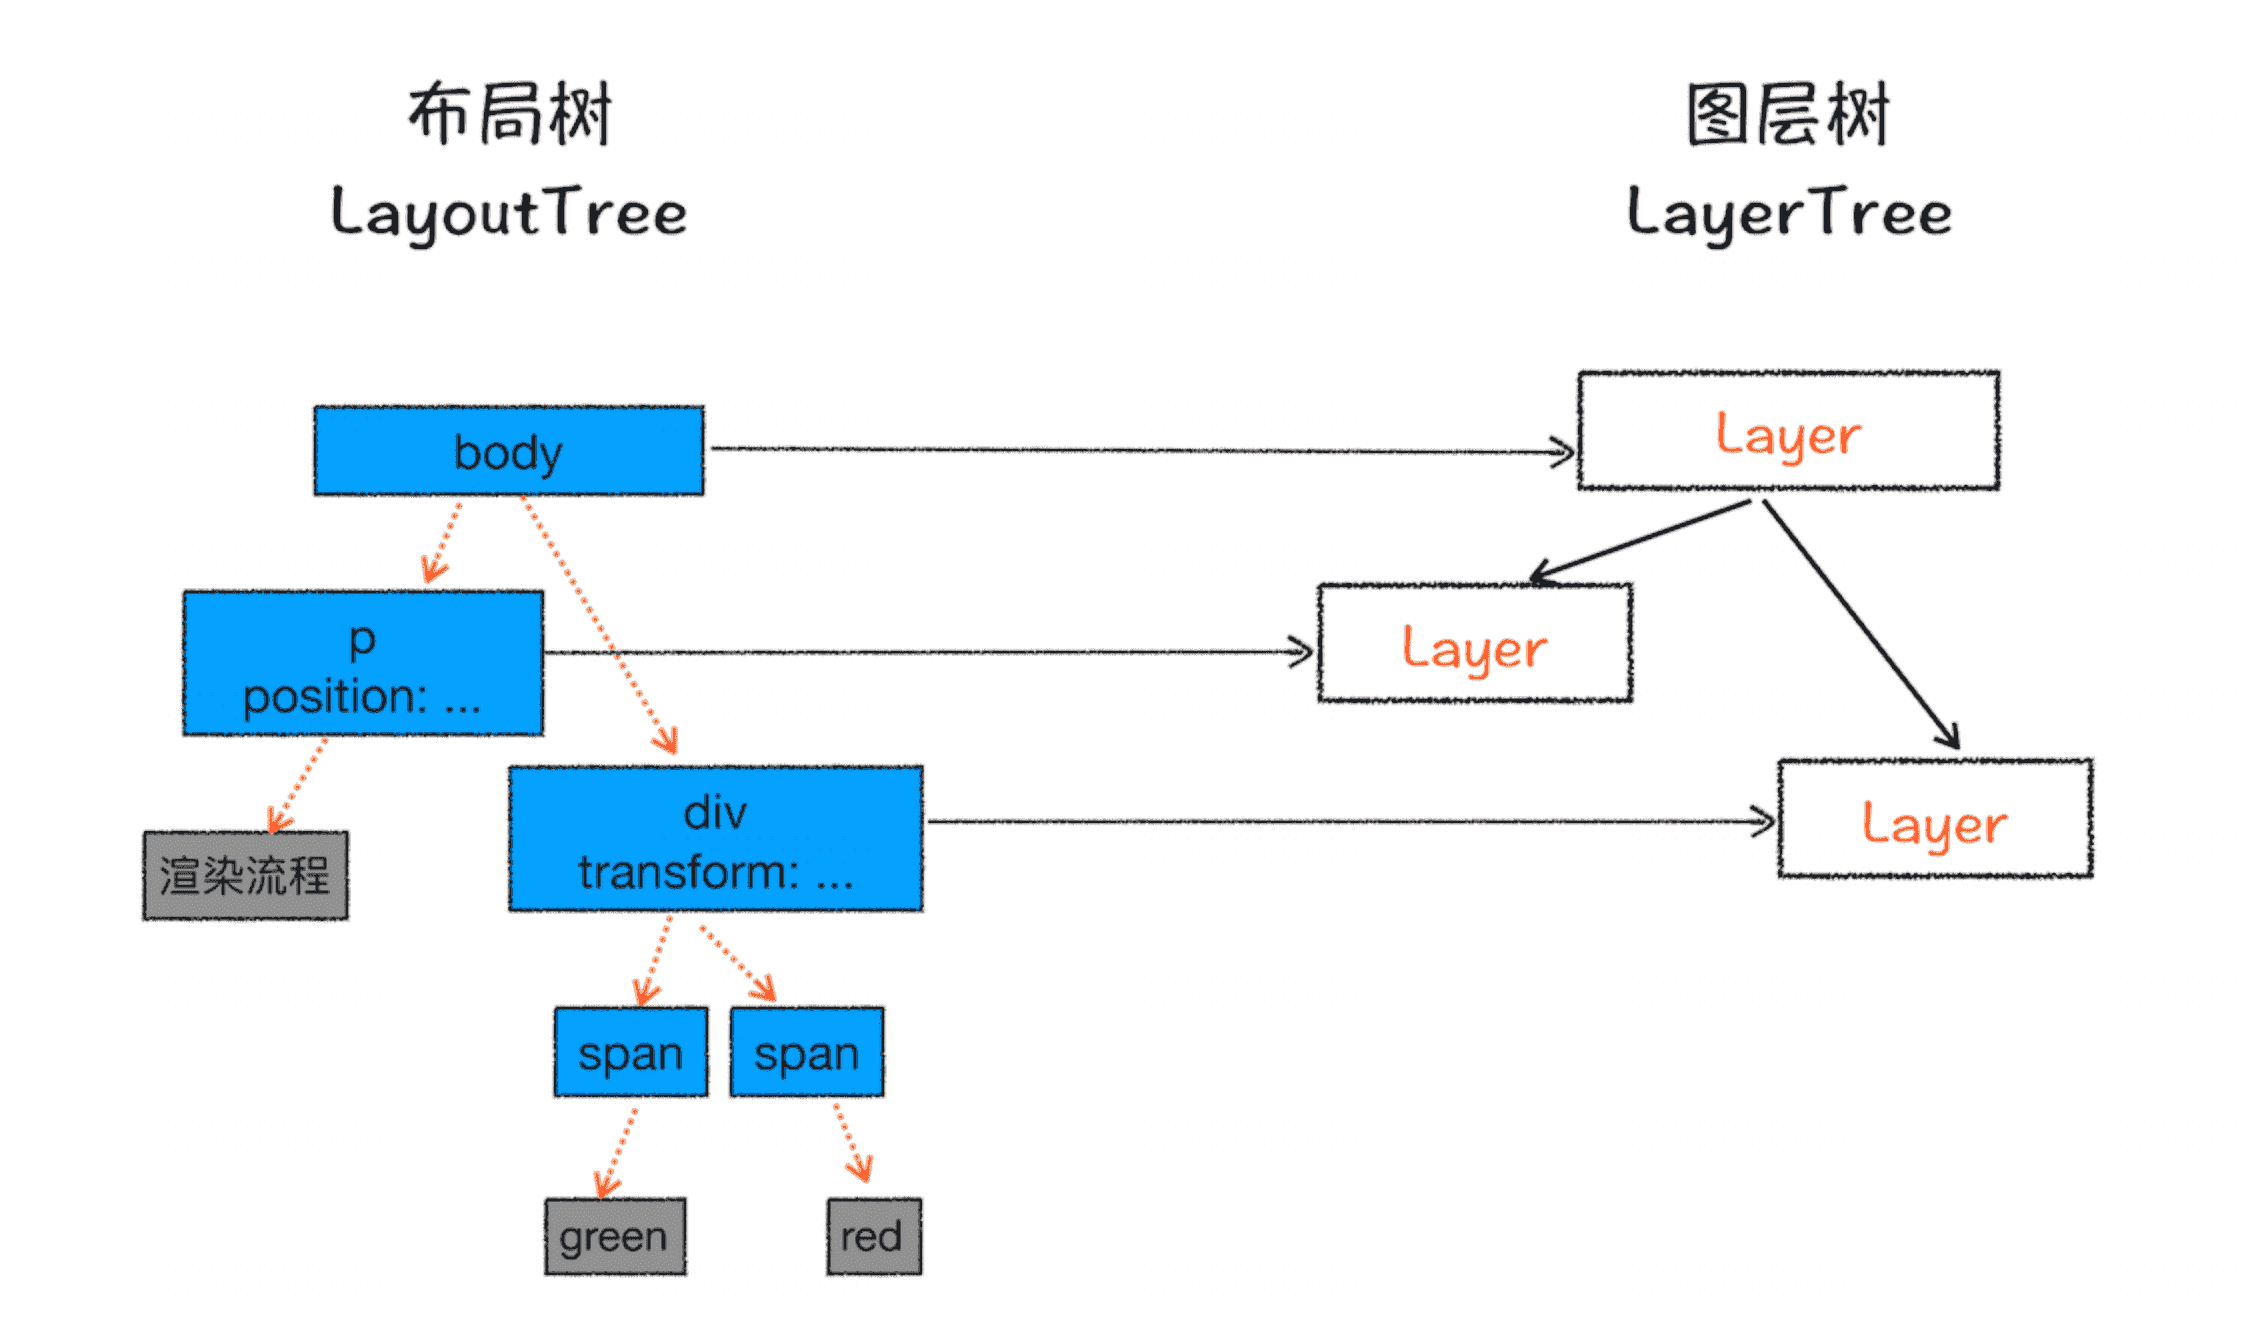 布局树
LayoutTree
图层树
LayerTree
body
Layer
p
position: ...
Layer
div
transform: ...
Layer
渲染流程
span
span
green
red